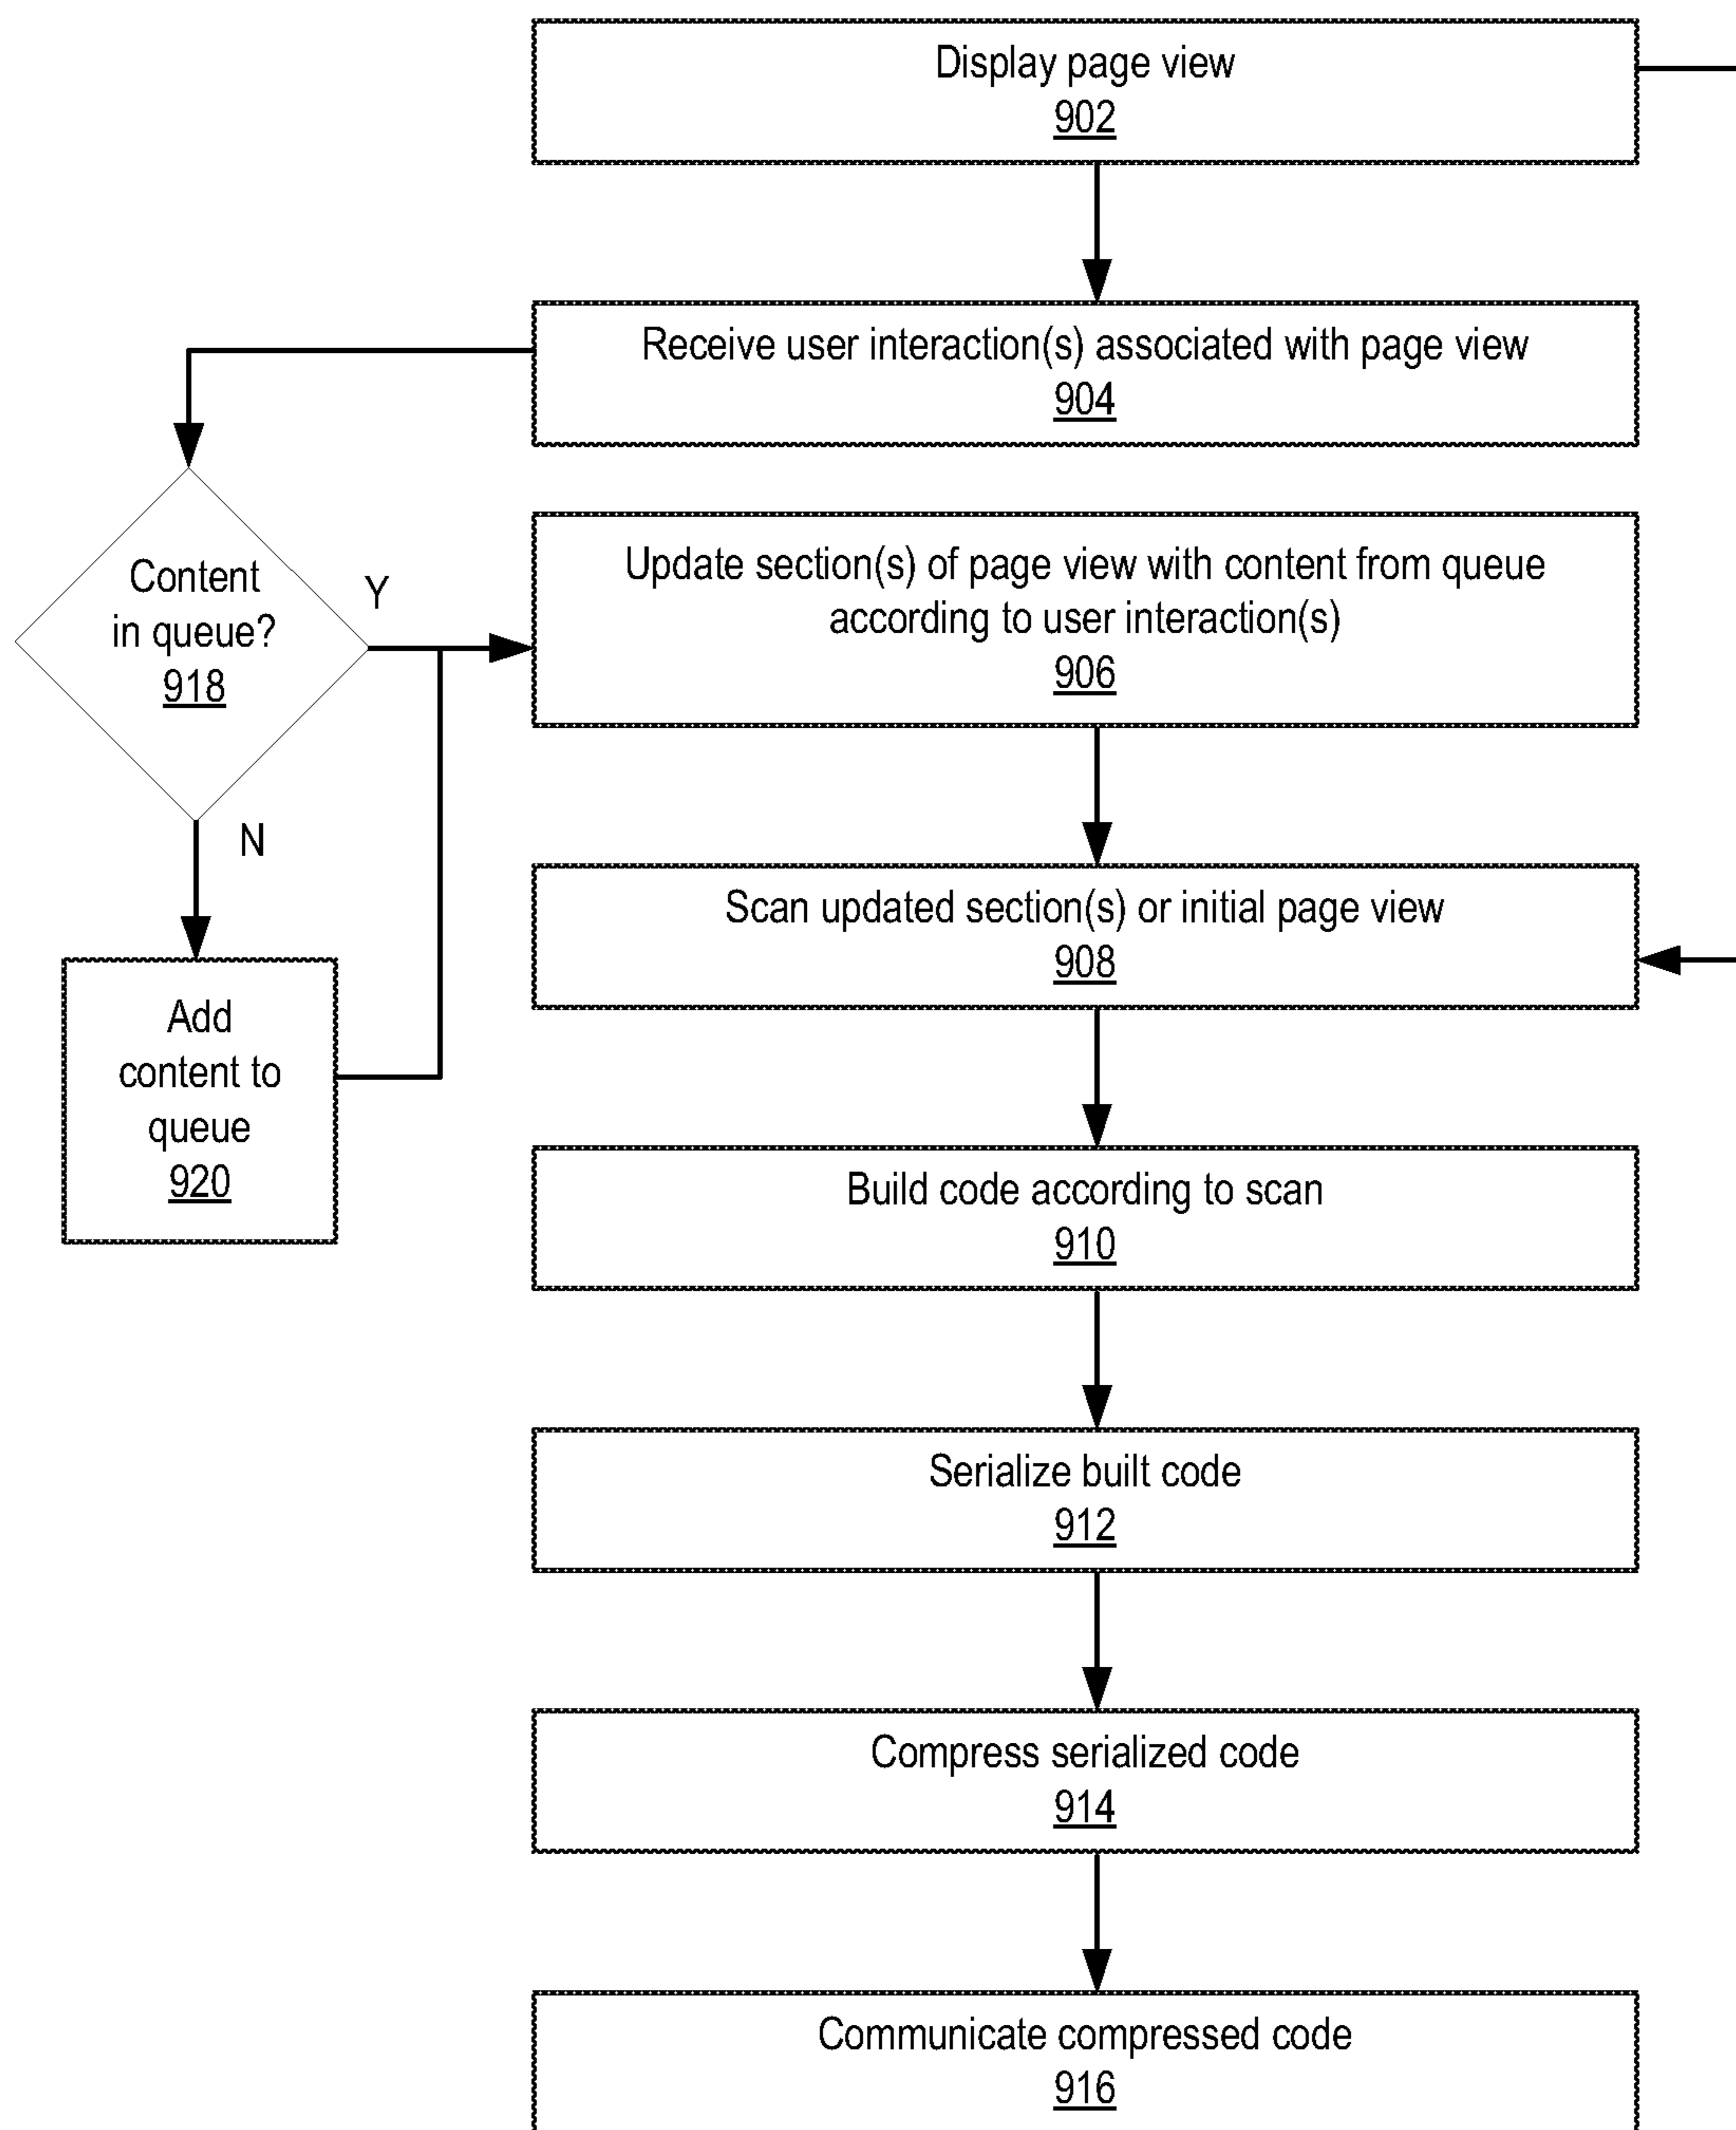 Display page view
902
Receive user interaction(s) associated with page view
904
Content
in queue?
918
Y
N
Update section(s) of page view with content from queue
according to user interaction(s)
906
Scan updated section(s) or initial page view
908
Add
content to
queue
920
Build code according to scan
910
Serialize built code
912
Compress serialized code
914
Communicate compressed code
916